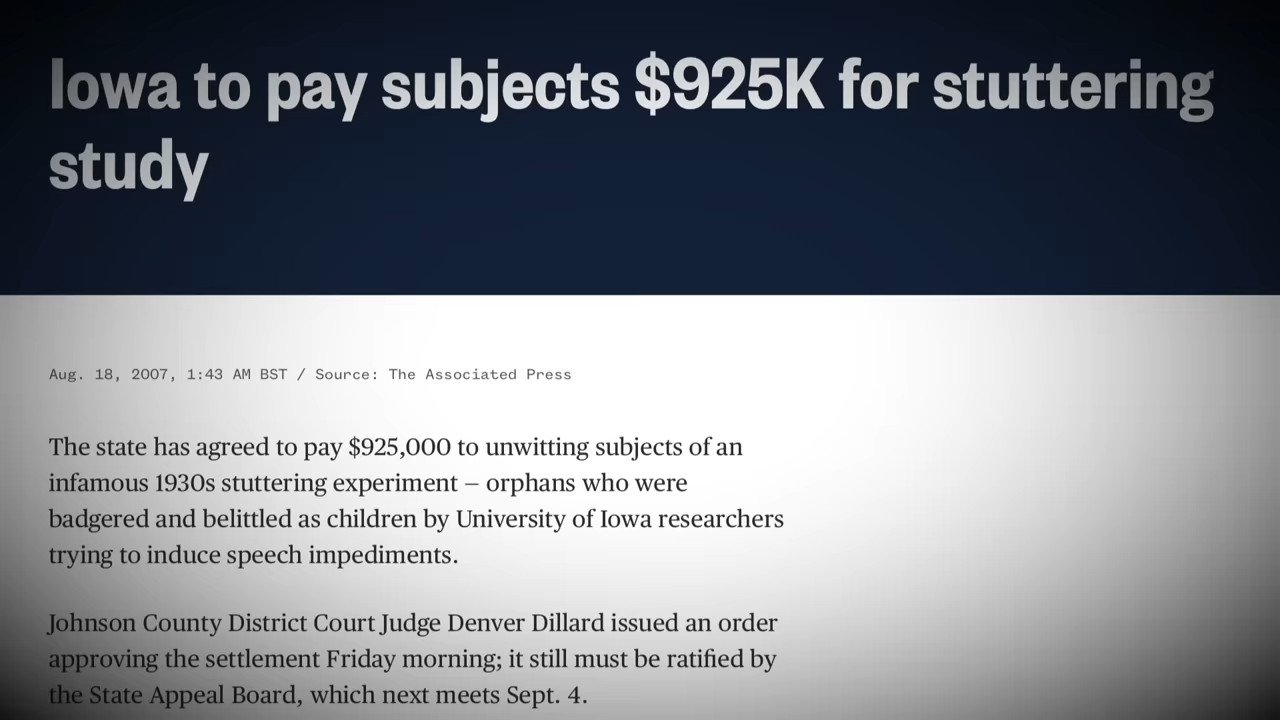 Iowa to pay subjects $925K for stuttering
study
Aug. 18, 2007, 1:43 AM BST / Source: The Associated Press
The state has agreed to pay $925,000 to unwitting subjects of an
infamous 1930s stuttering experiment — orphans who were
badgered and belittled as children by University of Iowa researchers
trying to induce speech impediments.
Johnson County District Court Judge Denver Dillard issued an order
approving the settlement Friday morning; it still must be ratified by
the State Appeal Board, which next meets Sept. 4.